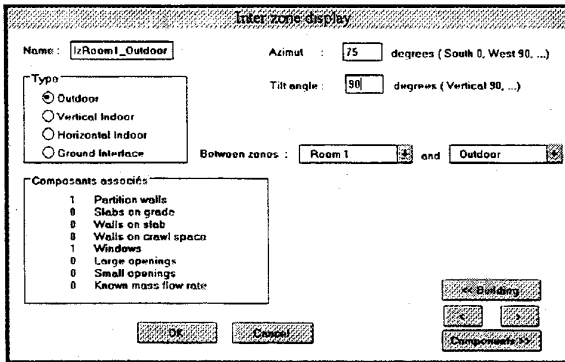 Inter zone display
Name : IzRoom1_Outdoor
Azimut : 75 degrees ( South 0, West 90, ...)
Tilt angle : 90 degrees ( Vertical 90, ...)
Type
Outdoor
Vertical Indoor
Horizontal Indoor
Ground Interface
Between zones : Room 1 and Outdoor
Composants associés
1 Partition walls
0 Slabs on grade
0 Walls on slab
0 Walls on crawl space
1 Windows
0 Large openings
0 Small openings
0 Known mass flow rate
<< Building
< >
OK Cancel Components >>